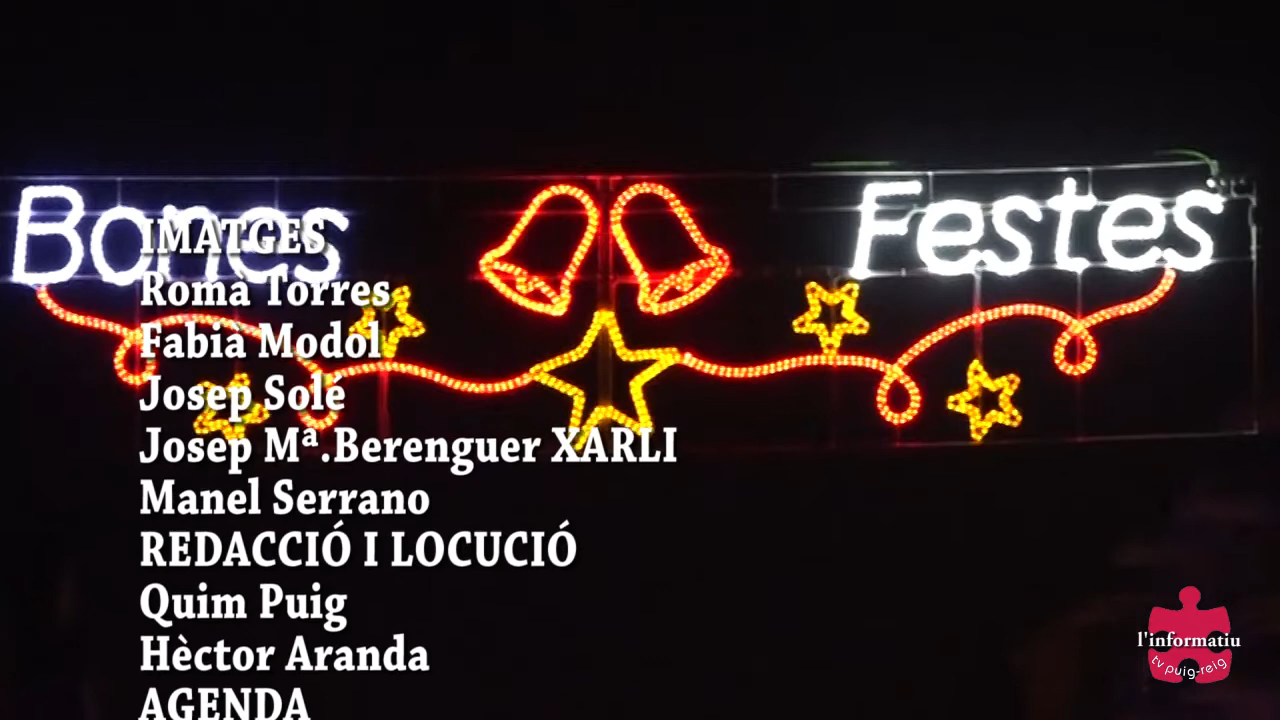 Bones Festes
IMATGES
Romà Torres
Fabià Modol
Josep Solé
Josep Mª.Berenguer XARLI
Manel Serrano
REDACCIÓ I LOCUCIÓ
Quim Puig
Hèctor Aranda
AGENDA
l'informatiu
tv puig-reig